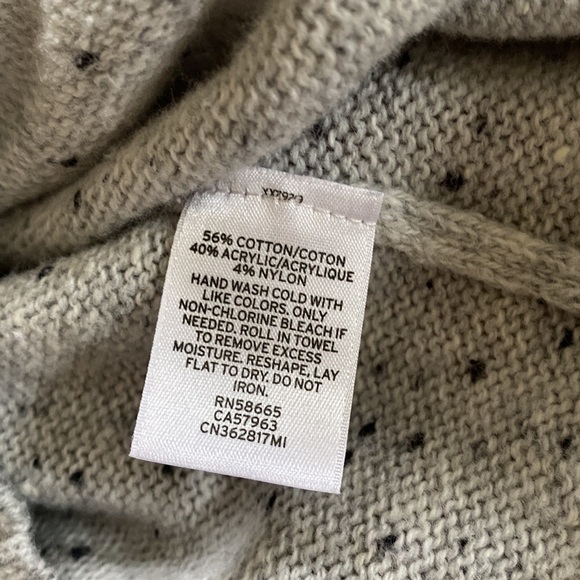 56% COTTON/COTON
40% ACRYLIC/ACRYLIQUE
4% NYLON
HAND WASH COLD WITH
LIKE COLORS. ONLY
NON-CHLORINE BLEACH IF
NEEDED. ROLL IN TOWEL
TO REMOVE EXCESS
MOISTURE. RESHAPE, LAY
FLAT TO DRY. DO NOT
IRON.
RN58665
CA57963
CN362817MI